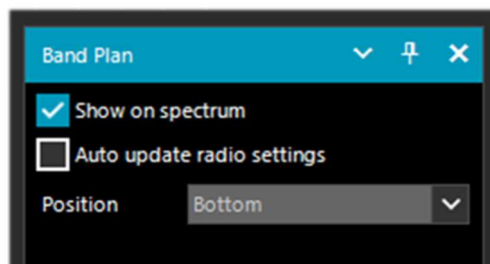 Band Plan
Show on spectrum
Auto update radio settings
Position Bottom